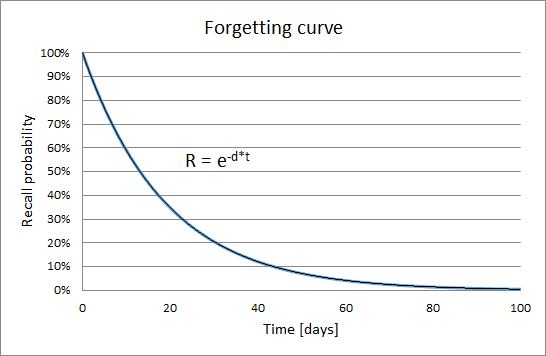 Forgetting curve
100%
90%
80%
70%
60%
50%
40%
30%
20%
10%
0%
Recall probability
R = e-d*t
0 20 40 60 80 100
Time [days]